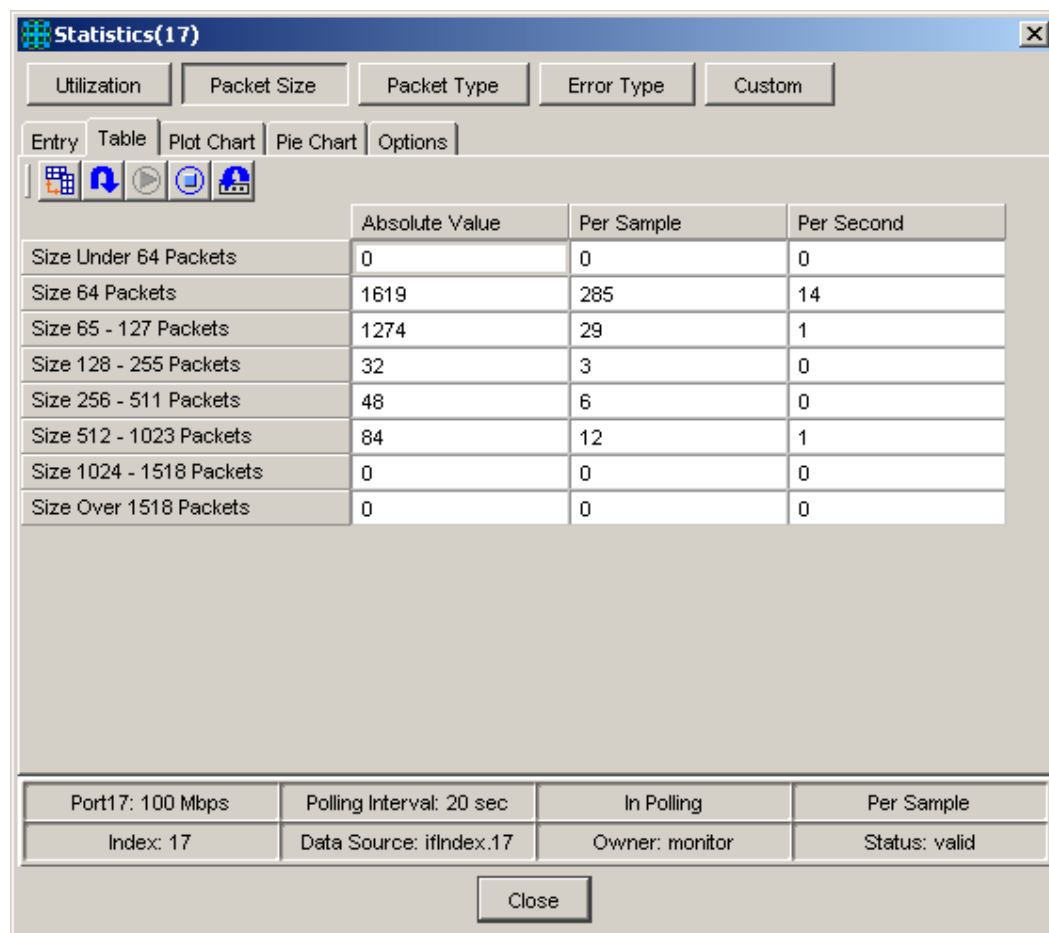 Statistics(17)
Utilization Packet Size Packet Type Error Type Custom
Entry Table Plot Chart Pie Chart Options
Absolute Value Per Sample Per Second
Size Under 64 Packets 0 0 0
Size 64 Packets 1619 285 14
Size 65 - 127 Packets 1274 29 1
Size 128 - 255 Packets 32 3 0
Size 256 - 511 Packets 48 6 0
Size 512 - 1023 Packets 84 12 1
Size 1024 - 1518 Packets 0 0 0
Size Over 1518 Packets 0 0 0
Port17: 100 Mbps Polling Interval: 20 sec In Polling Per Sample
Index: 17 Data Source: ifIndex.17 Owner: monitor Status: valid
Close